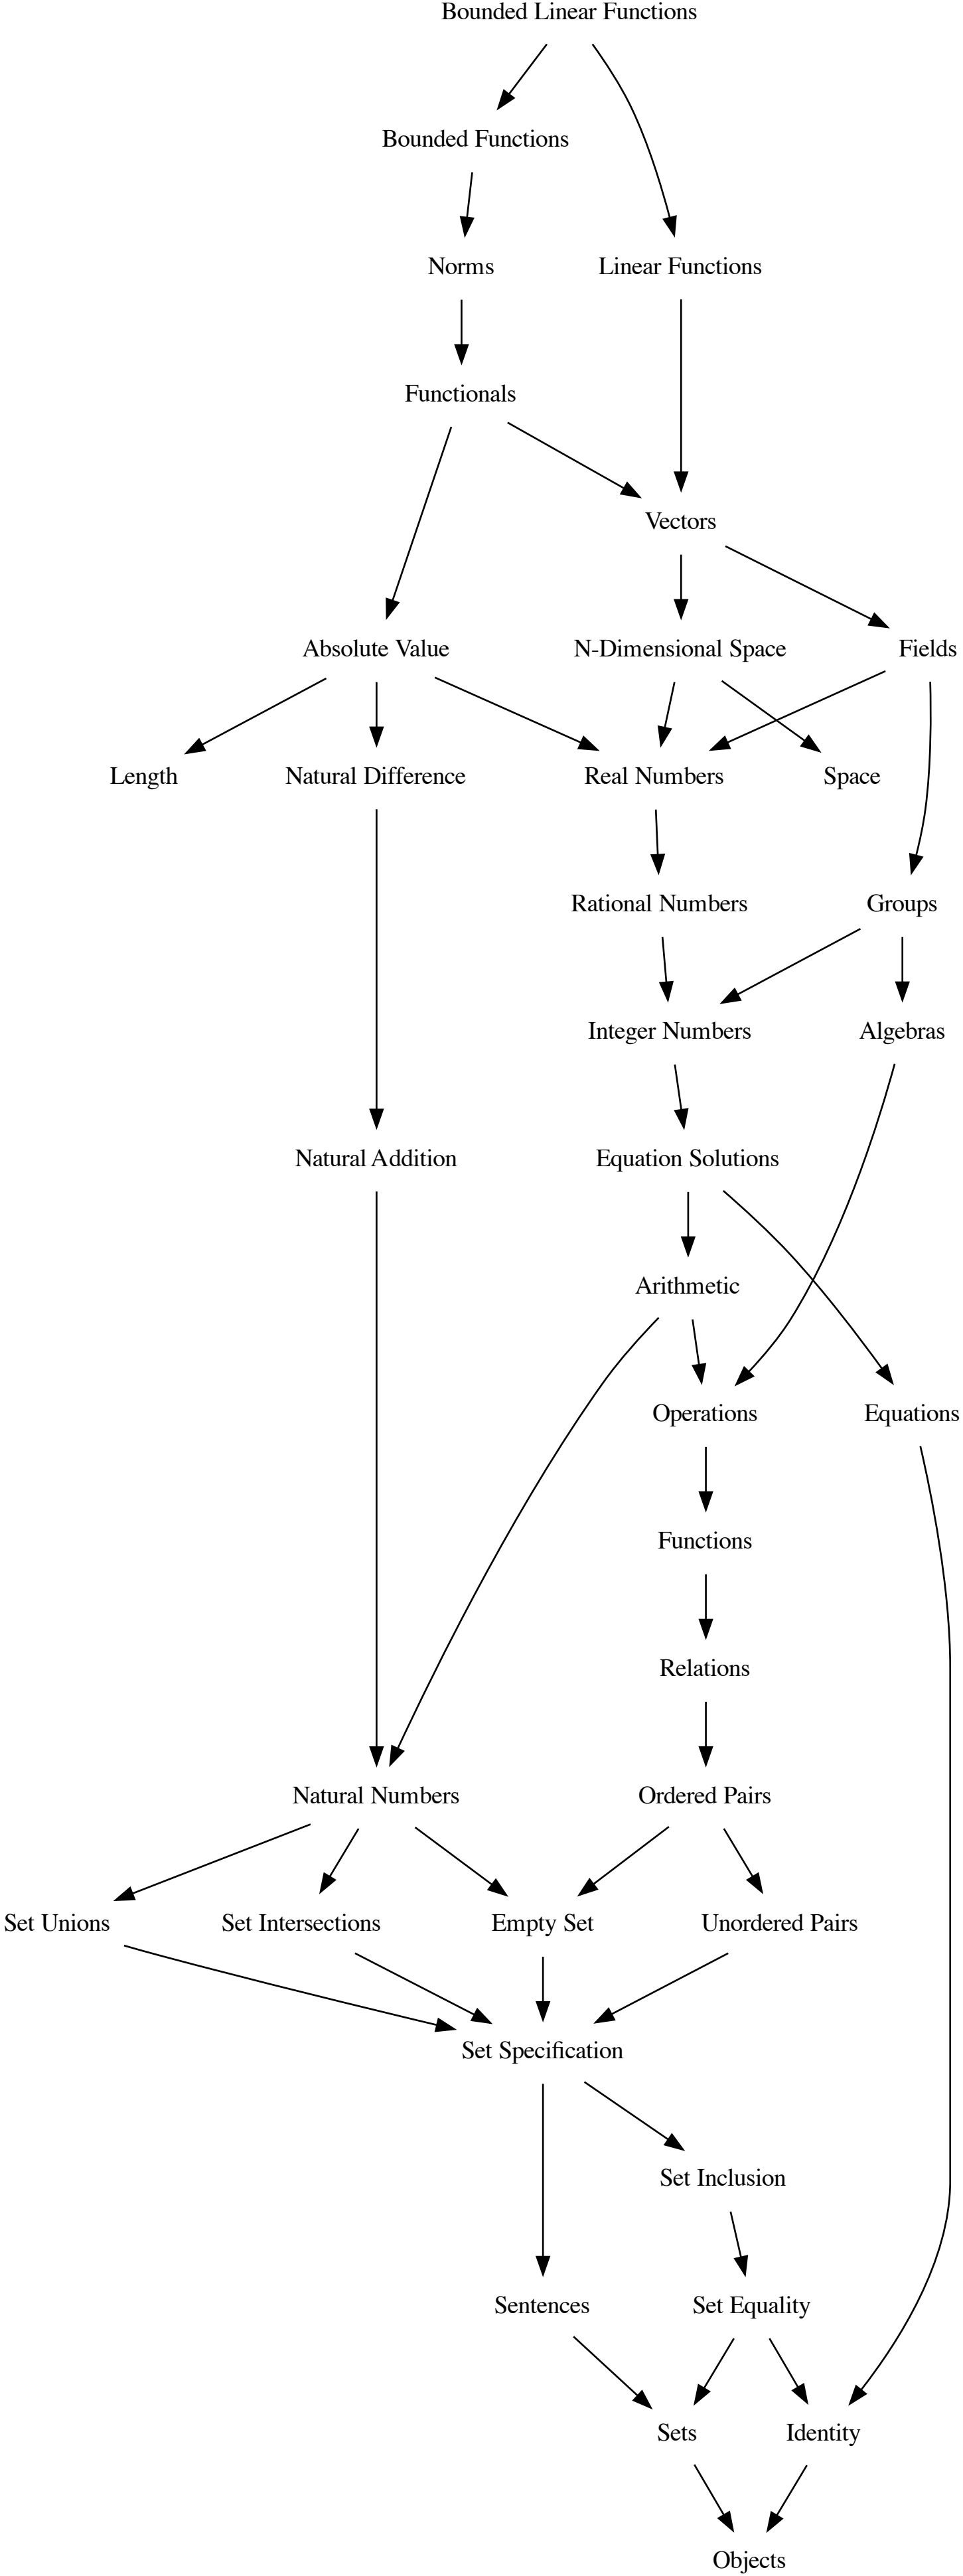 Bounded Linear Functions
Bounded Functions
Norms
Linear Functions
Functionals
Vectors
Absolute Value
N-Dimensional Space
Fields
Length
Natural Difference
Real Numbers
Space
Rational Numbers
Groups
Integer Numbers
Algebras
Natural Addition
Equation Solutions
Arithmetic
Operations
Equations
Functions
Relations
Natural Numbers
Ordered Pairs
Set Unions
Set Intersections
Empty Set
Unordered Pairs
Set Specification
Set Inclusion
Sentences
Set Equality
Sets
Identity
Objects